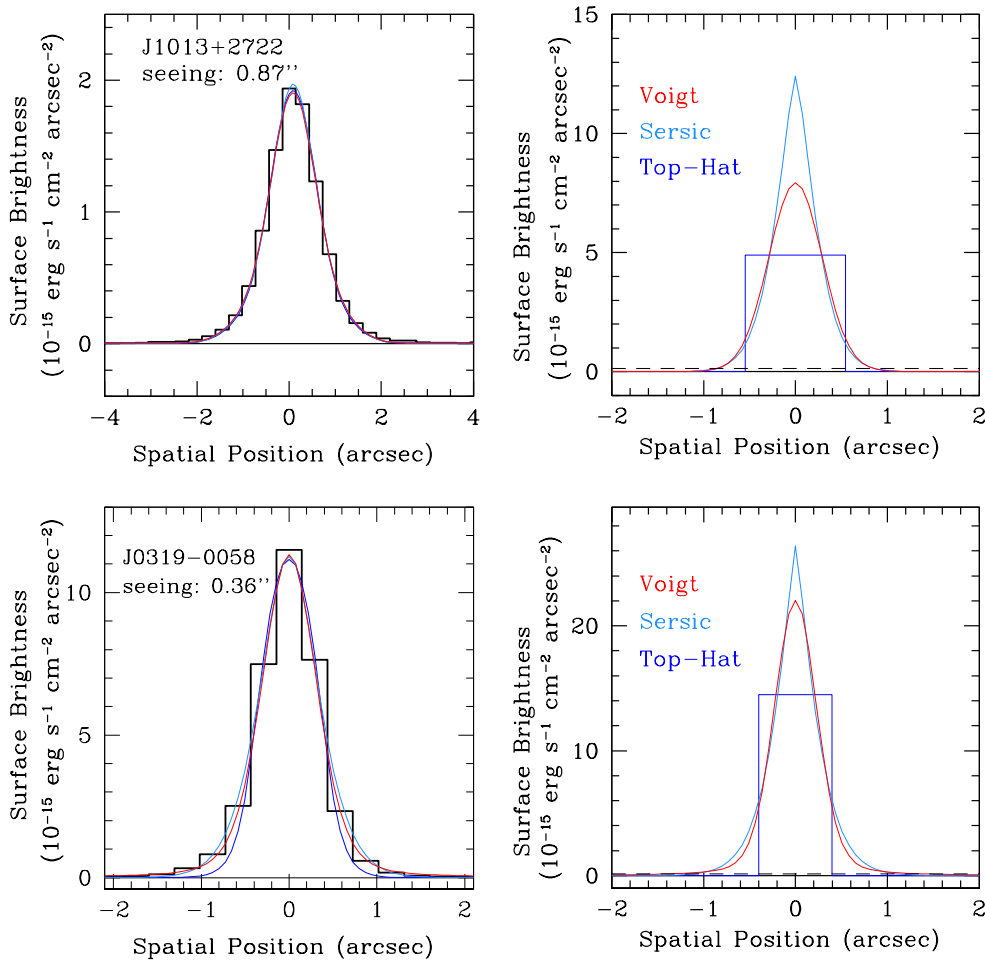 J1013+2722
seeing: 0.87''
Surface Brightness
(10⁻¹⁵ erg s⁻¹ cm⁻² arcsec⁻²)
2
1
0
−4 −2 0 2 4
Spatial Position (arcsec)
Voigt
Sersic
Top−Hat
Surface Brightness
(10⁻¹⁵ erg s⁻¹ cm⁻² arcsec⁻²)
15
10
5
0
−2 −1 0 1 2
Spatial Position (arcsec)
J0319−0058
seeing: 0.36''
Surface Brightness
(10⁻¹⁵ erg s⁻¹ cm⁻² arcsec⁻²)
10
5
0
−2 −1 0 1 2
Spatial Position (arcsec)
Voigt
Sersic
Top−Hat
Surface Brightness
(10⁻¹⁵ erg s⁻¹ cm⁻² arcsec⁻²)
20
10
0
−2 −1 0 1 2
Spatial Position (arcsec)